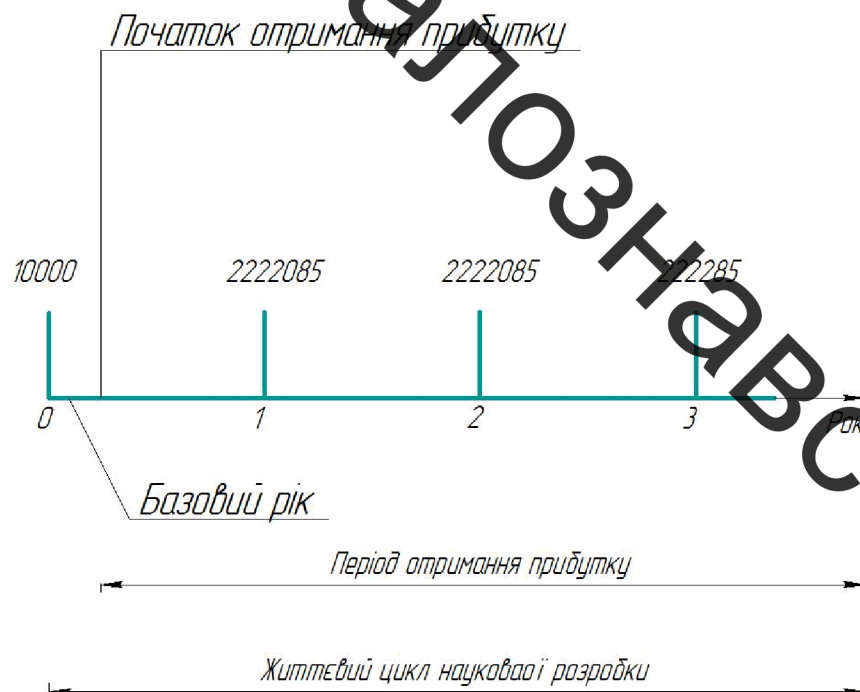 Початок отримання прибутку
алознавс
10000 2222085 2222085 222285
0 1 2 3
Базовий рік
Період отримання прибутку
Життєвий цикл науковаої розробки